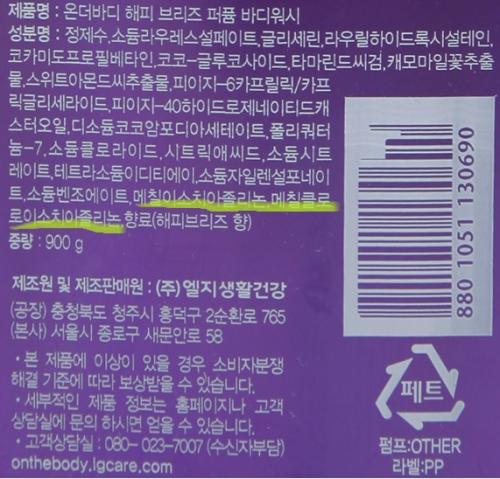 제품명 : 온더바디 해피 브리즈 퍼퓸 바디워시
성분명 : 정제수,소듐라우레스설페이트,글리세린,라우릴하이드록시설테인,
코카미도프로필베타인,코코-글루코사이드,타마린드씨검,캐모마일꽃추출
물,스위트아몬드씨추출물,피이지-6카프릴릭/카프
릭글리세라이드,피이지-40하이드로제네이티드캐
스터오일,디소듐코코암포디아세테이트,폴리쿼터
늄-7,소듐클로라이드,시트릭애씨드,소듐시트
레이트,테트라소듐이디티에이,소듐자일렌설포네이
트,소듐벤조에이트,메칠이소치아졸리논,메칠클로
로이소치아졸리논,향료(해피브리즈 향)
중량 : 900 g
제조원 및 제조판매원 : (주)엘지생활건강
(공장) 충청북도 청주시 흥덕구 2순환로 765
(본사) 서울시 종로구 새문안로 58
· 본 제품에 이상이 있을 경우 소비자분쟁
해결 기준에 따라 보상받을 수 있습니다.
· 세부적인 제품 정보는 홈페이지나 고객
상담실에 문의 하시면 얻을 수 있습니다.
· 고객상담실 : 080- 023-7007 (수신자부담)
onthebody.lgcare.com
880 1051 130690
페트
펌프:OTHER
라벨:PP